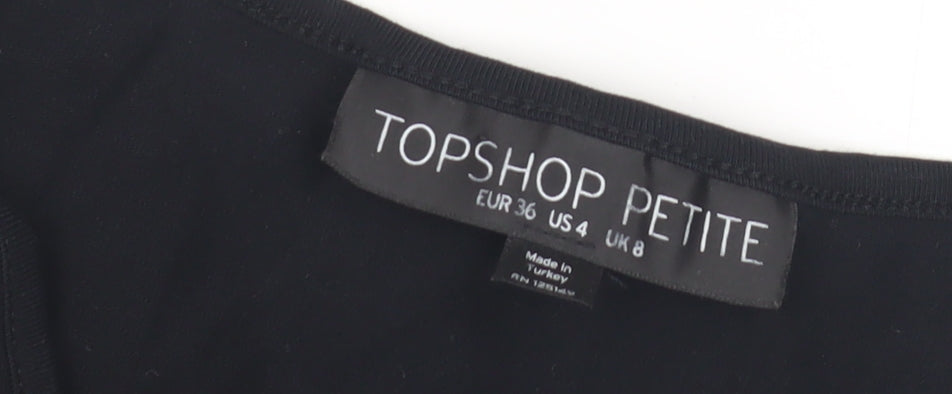 TOPSHOP PETITE
EUR 36 US 4 UK 8
Made in
Turkey